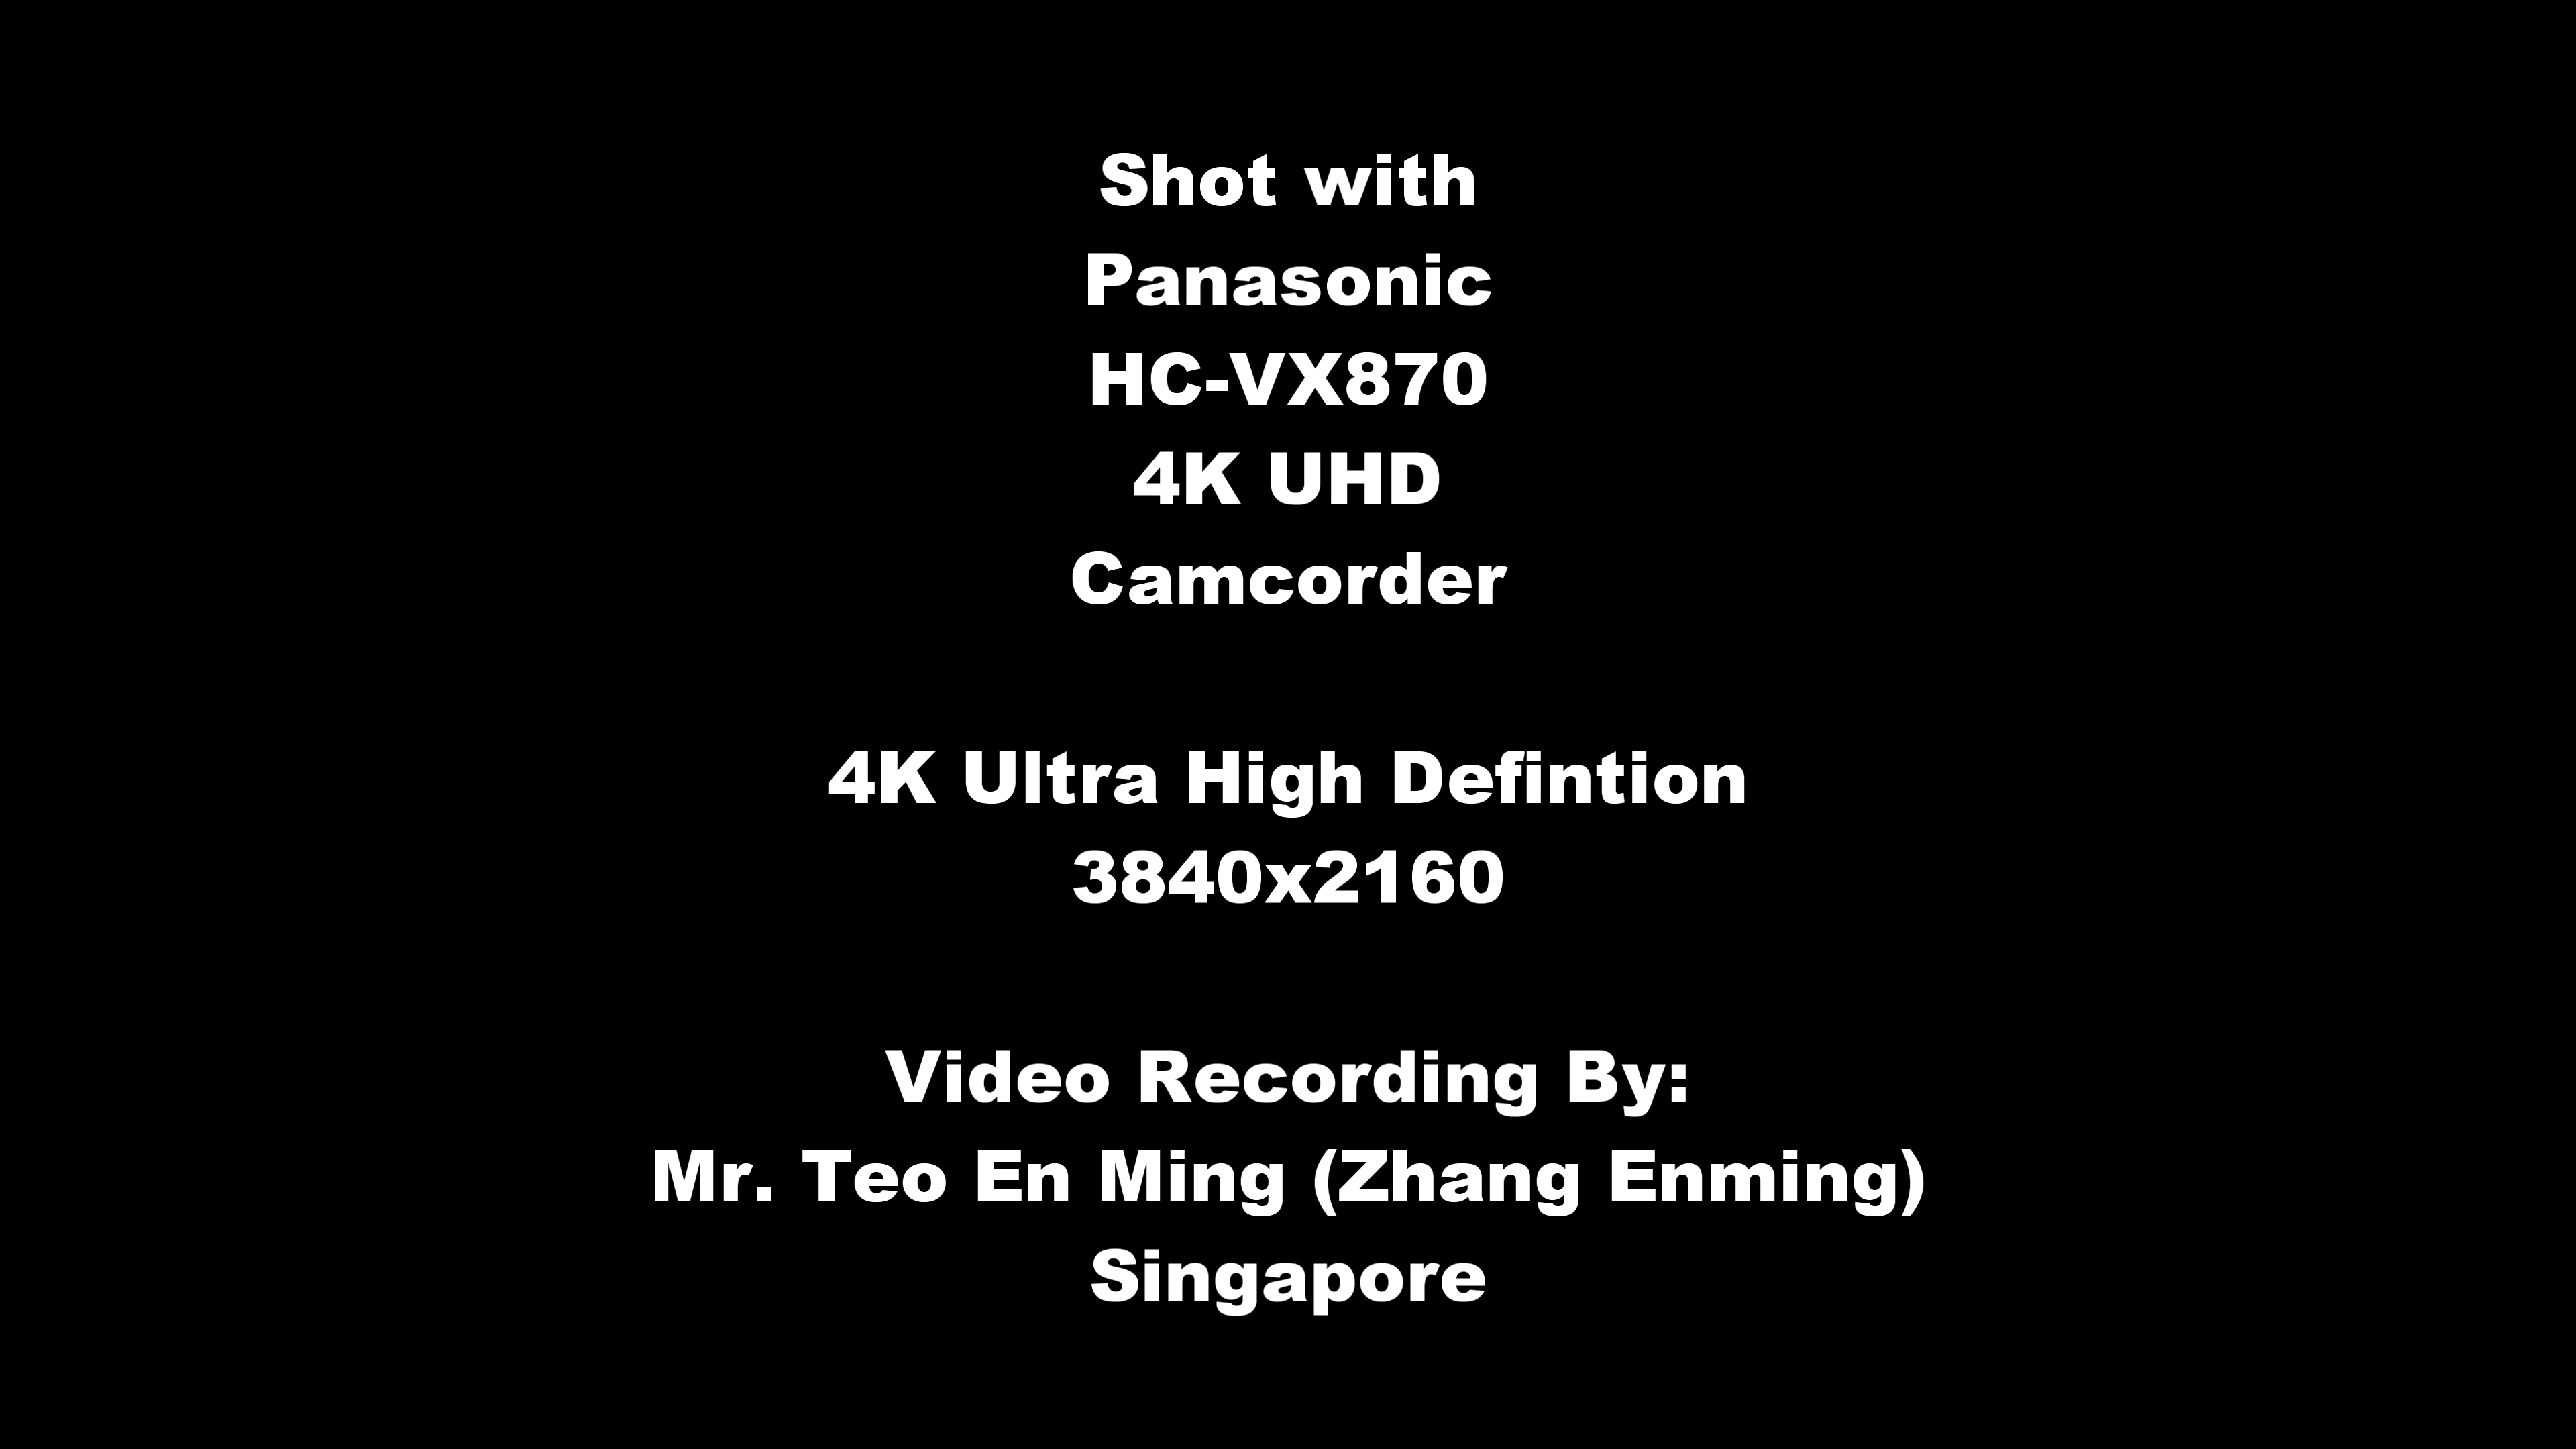 Shot with
Panasonic
HC-VX870
4K UHD
Camcorder
4K Ultra High Defintion
3840x2160
Video Recording By:
Mr. Teo En Ming (Zhang Enming)
Singapore